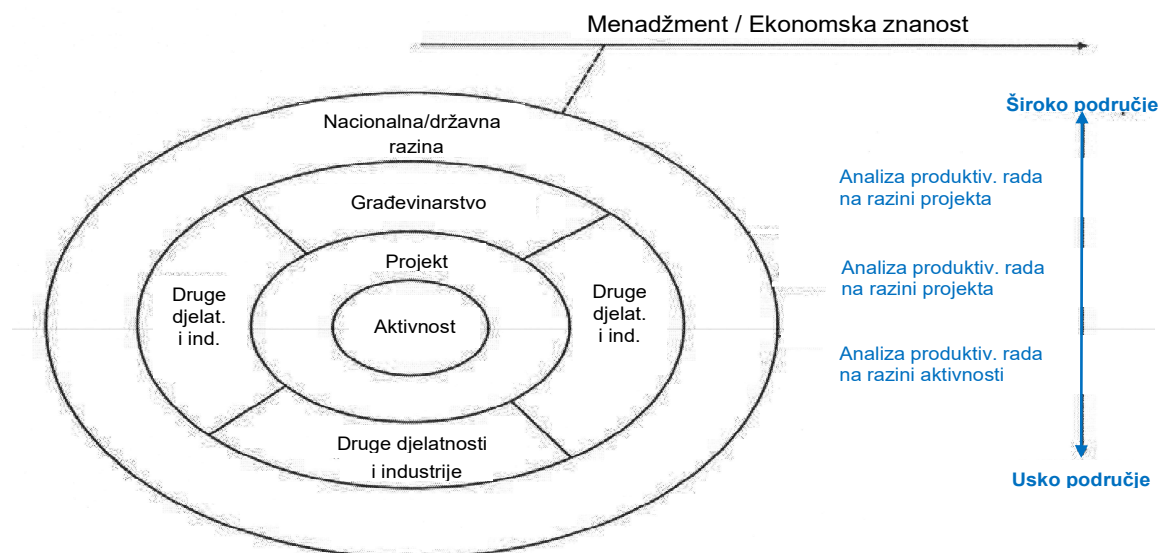 Menadžment / Ekonomska znanost
Široko područje
Nacionalna/državna
razina
Analiza produktiv. rada
na razini projekta
Građevinarstvo
Projekt
Analiza produktiv. rada
na razini projekta
Druge
djelat.
i ind.
Aktivnost
Druge
djelat.
i ind.
Analiza produktiv. rada
na razini aktivnosti
Druge djelatnosti
i industrije
Usko područje